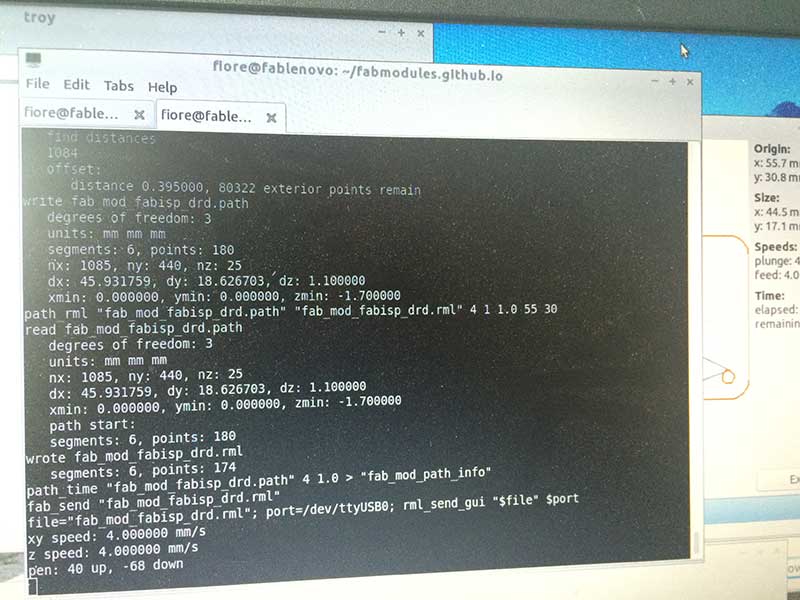 troy
fiore@fablenovo: ~/fabmodules.github.io
File Edit Tabs Help
fiore@fable... fiore@fable...
find distances
1084
offset:
distance 0.395000, 80322 exterior points remain
write fab_mod_fabisp_drd.path
degrees of freedom: 3
units: mm mm mm
segments: 6, points: 180
nx: 1085, ny: 440, nz: 25
dx: 45.931759, dy: 18.626703, dz: 1.100000
xmin: 0.000000, ymin: 0.000000, zmin: -1.700000
path_rml "fab_mod_fabisp_drd.path" "fab_mod_fabisp_drd.rml" 4 1 1.0 55 30
read fab_mod_fabisp_drd.path
degrees of freedom: 3
units: mm mm mm
nx: 1085, ny: 440, nz: 25
dx: 45.931759, dy: 18.626703, dz: 1.100000
xmin: 0.000000, ymin: 0.000000, zmin: -1.700000
path start:
segments: 6, points: 180
wrote fab_mod_fabisp_drd.rml
segments: 6, points: 174
path_time "fab_mod_fabisp_drd.path" 4 1.0 > "fab_mod_path_info"
fab_send "fab_mod_fabisp_drd.rml"
file="fab_mod_fabisp_drd.rml"; port=/dev/ttyUSB0; rml_send_gui "$file" $port
xy speed: 4.000000 mm/s
z speed: 4.000000 mm/s
pen: 40 up, -68 down
Origin:
x: 55.7 m
y: 30.8 m
Size:
x: 44.5 m
y: 17.1 m
Speeds:
plunge: 4
feed: 4.0
Time:
elapsed:
remainin